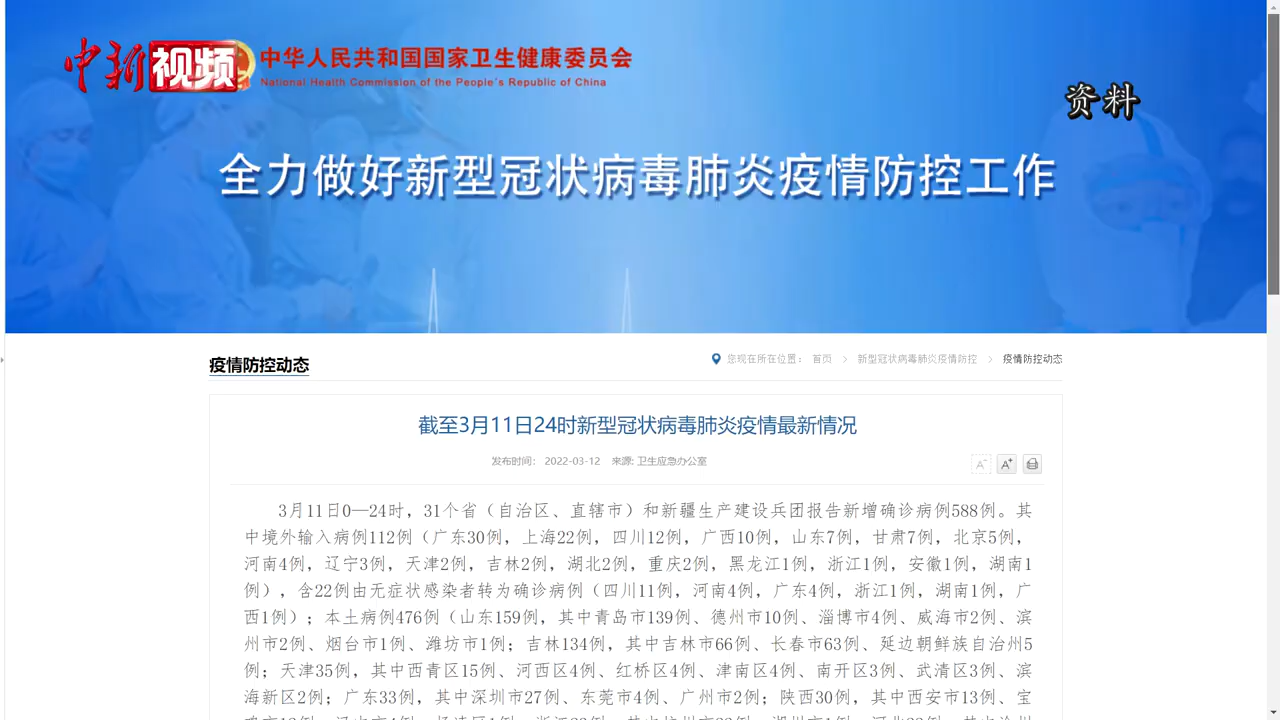 中新视频 中华人民共和国国家卫生健康委员会
National Health Commission of the People's Republic of China
资料
全力做好新型冠状病毒肺炎疫情防控工作
疫情防控动态
您现在所在位置： 首页 > 新型冠状病毒肺炎疫情防控 > 疫情防控动态
截至3月11日24时新型冠状病毒肺炎疫情最新情况
发布时间： 2022-03-12 来源: 卫生应急办公室
A- A+
3月11日0—24时，31个省（自治区、直辖市）和新疆生产建设兵团报告新增确诊病例588例。其
中境外输入病例112例（广东30例，上海22例，四川12例，广西10例，山东7例，甘肃7例，北京5例，
河南4例，辽宁3例，天津2例，吉林2例，湖北2例，重庆2例，黑龙江1例，浙江1例，安徽1例，湖南1
例），含22例由无症状感染者转为确诊病例（四川11例，河南4例，广东4例，浙江1例，湖南1例，广
西1例）；本土病例476例（山东159例，其中青岛市139例、德州市10例、淄博市4例、威海市2例、滨
州市2例、烟台市1例、潍坊市1例；吉林134例，其中吉林市66例、长春市63例、延边朝鲜族自治州5
例；天津35例，其中西青区15例、河西区4例、红桥区4例、津南区4例、南开区3例、武清区3例、滨
海新区2例；广东33例，其中深圳市27例、东莞市4例、广州市2例；陕西30例，其中西安市13例、宝